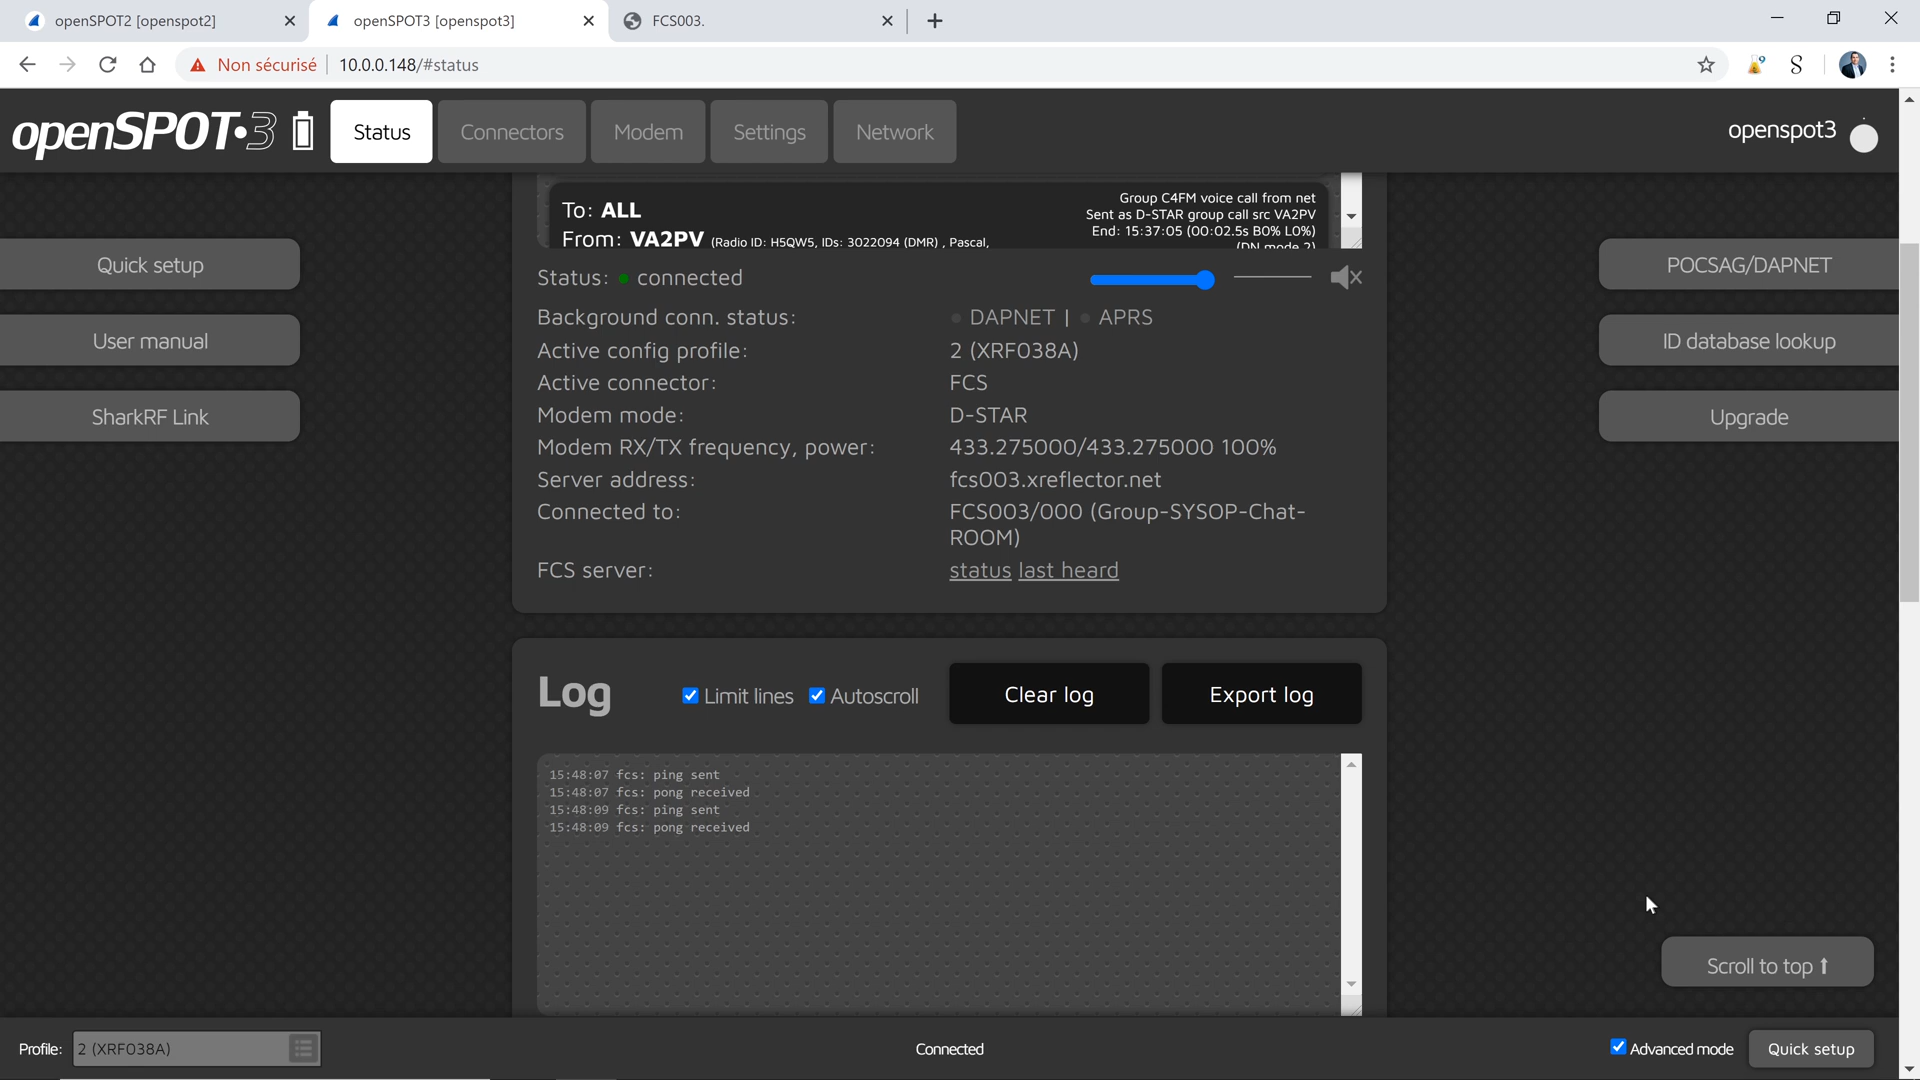 openSPOT2 [openspot2]
openSPOT3 [openspot3]
FCS003.
Non sécurisé
10.0.0.148/#status
openSPOT•3
Status
Connectors
Modem
Settings
Network
openspot3
To: ALL
From: VA2PV (Radio ID: H5QW5, IDs: 3022094 (DMR) , Pascal,
Group C4FM voice call from net
Sent as D-STAR group call src VA2PV
End: 15:37:05 (00:02.5s B0% L0%)
(DN mode 2)
Quick setup
User manual
SharkRF Link
POCSAG/DAPNET
ID database lookup
Upgrade
Status: connected
Background conn. status: DAPNET | APRS
Active config profile: 2 (XRF038A)
Active connector: FCS
Modem mode: D-STAR
Modem RX/TX frequency, power: 433.275000/433.275000 100%
Server address: fcs003.xreflector.net
Connected to: FCS003/000 (Group-SYSOP-Chat-
ROOM)
FCS server: status last heard
Log
Limit lines
Autoscroll
Clear log
Export log
15:48:07 fcs: ping sent
15:48:07 fcs: pong received
15:48:09 fcs: ping sent
15:48:09 fcs: pong received
Scroll to top ⬆
Profile: 2 (XRF038A)
Connected
Advanced mode
Quick setup